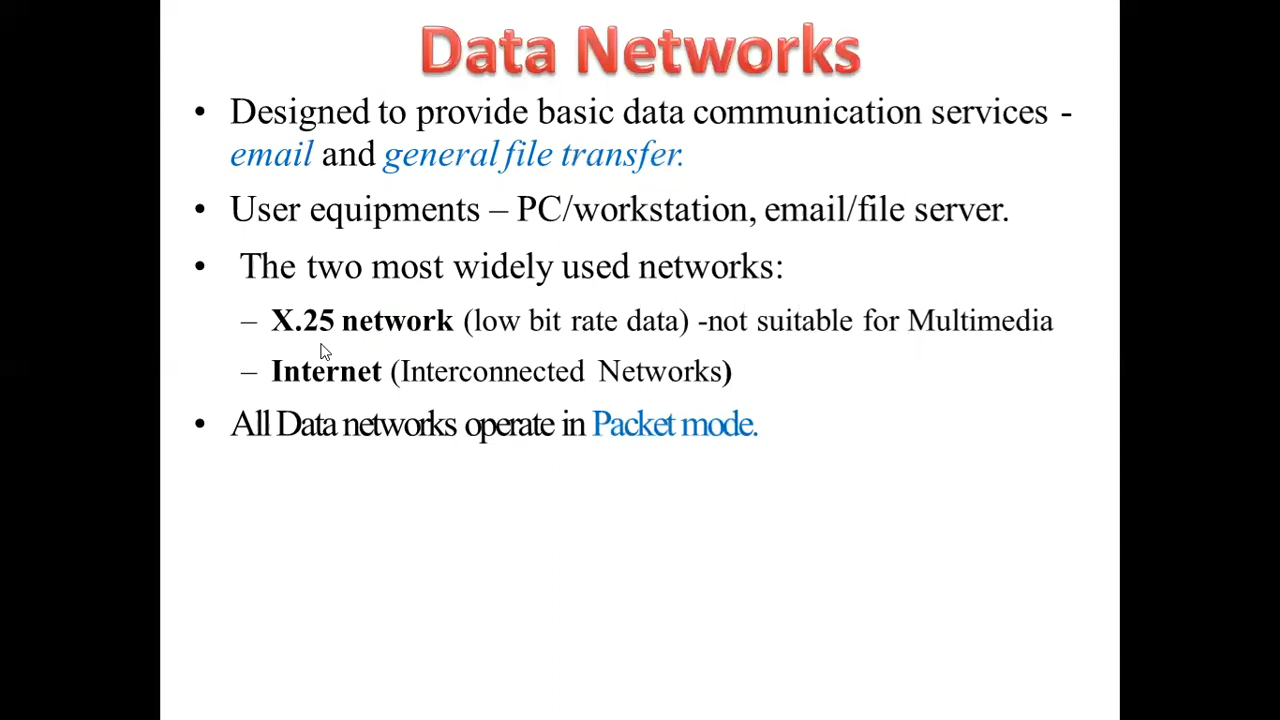 Data Networks
• Designed to provide basic data communication services -
email and general file transfer.
• User equipments – PC/workstation, email/file server.
• The two most widely used networks:
– X.25 network (low bit rate data) -not suitable for Multimedia
– Internet (Interconnected Networks)
• All Data networks operate in Packet mode.